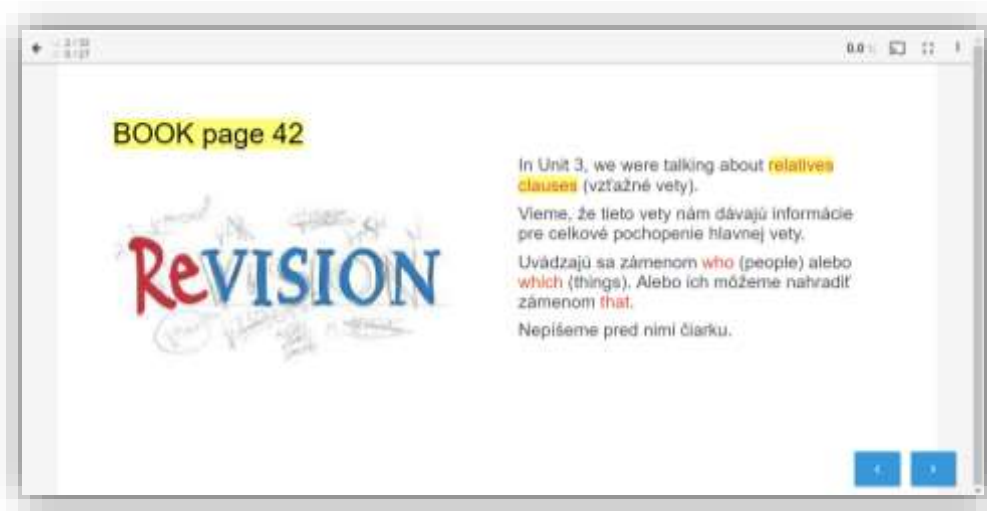 0.0
BOOK page 42
ReVISION
In Unit 3, we were talking about relatives
clauses (vzťažné vety).
Vieme, že tieto vety nám dávajú informácie
pre celkové pochopenie hlavnej vety.
Uvádzajú sa zámenom who (people) alebo
which (things). Alebo ich môžeme nahradiť
zámenom that.
Nepíšeme pred nimi čiarku.